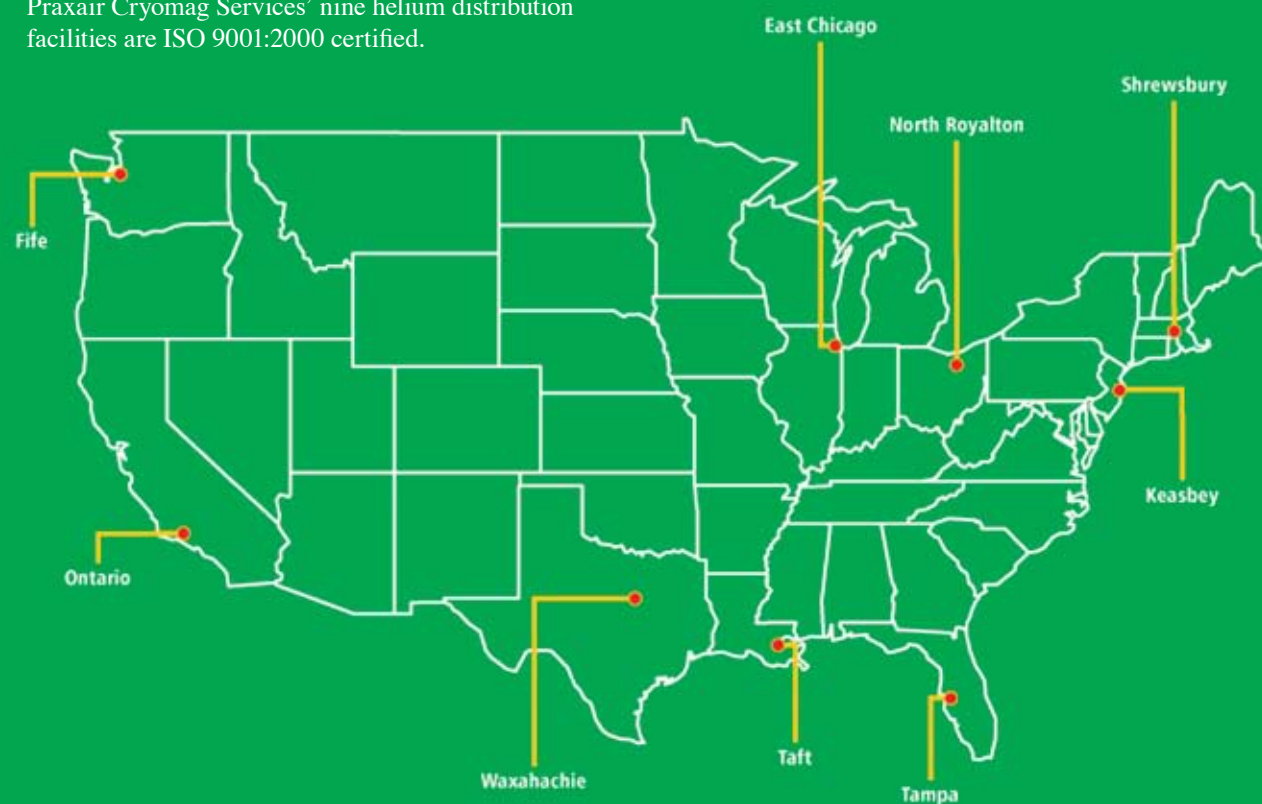 Praxair Cryomag Services’ nine helium distribution
facilities are ISO 9001:2000 certified.
East Chicago
Shrewsbury
North Royalton
Fife
Keasbey
Ontario
Taft
Waxahachie
Tampa